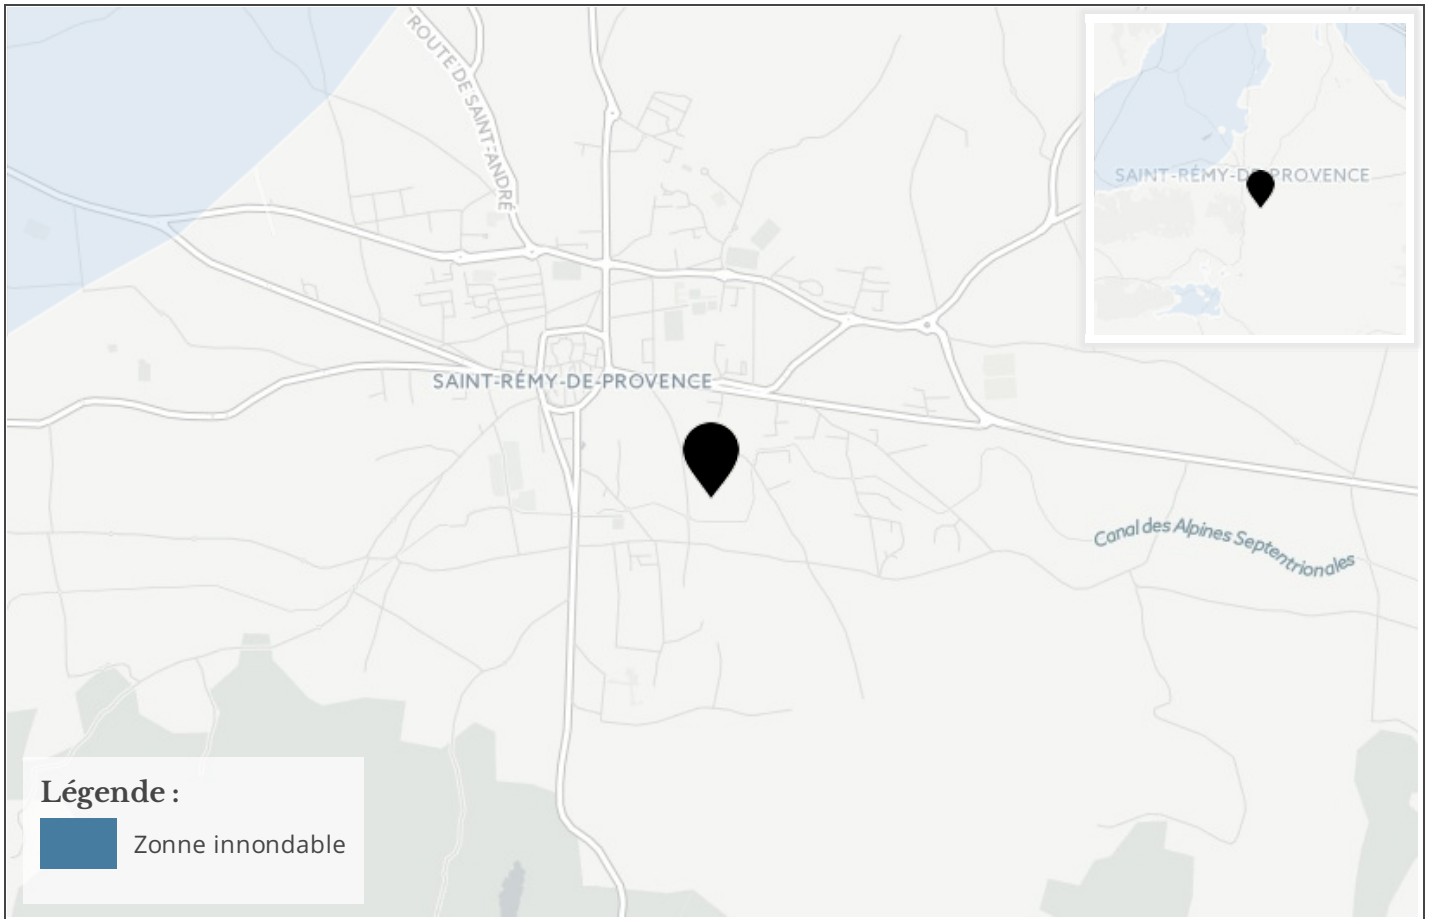 ROUTE DE SAINT-ANDRÉ
SAINT-RÉMY-DE-PROVENCE
SAINT-RÉMY-DE-PROVENCE
Canal des Alpines Septentrionales
Légende :
Zonne innondable